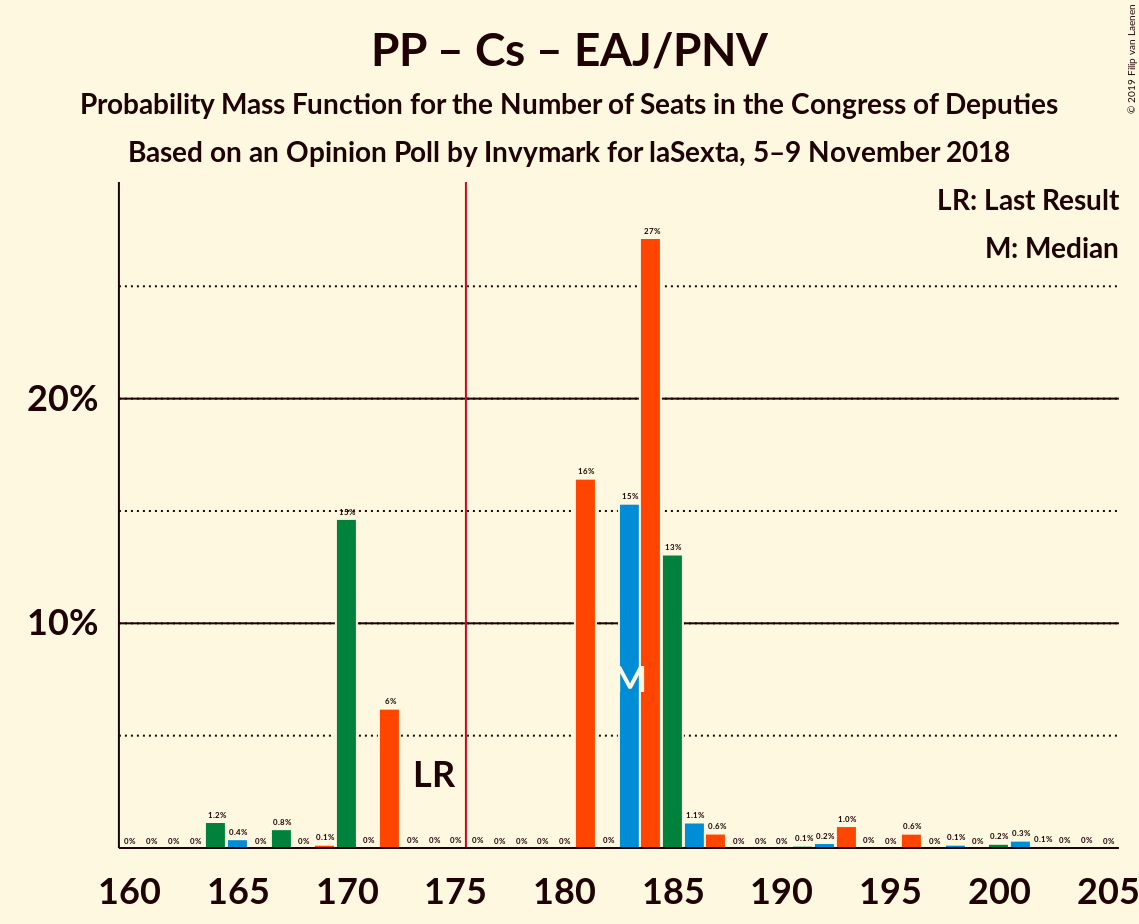 PP – Cs – EAJ/PNV
Probability Mass Function for the Number of Seats in the Congress of Deputies
Based on an Opinion Poll by Invymark for laSexta, 5–9 November 2018
© 2019 Filip van Laenen
LR: Last Result
M: Median
20%
10%
0% 0% 0% 0% 1.2% 0.4% 0% 0.8% 0% 0.1% 15% 0% 6% 0% 0% 0% 0% 0% 0% 0% 0% 16% 0% 15% 27% 13% 1.1% 0.6% 0% 0% 0% 0.1% 0.2% 1.0% 0% 0% 0.6% 0% 0.1% 0% 0.2% 0.3% 0.1% 0% 0% 0%
M
LR
160 165 170 175 180 185 190 195 200 205